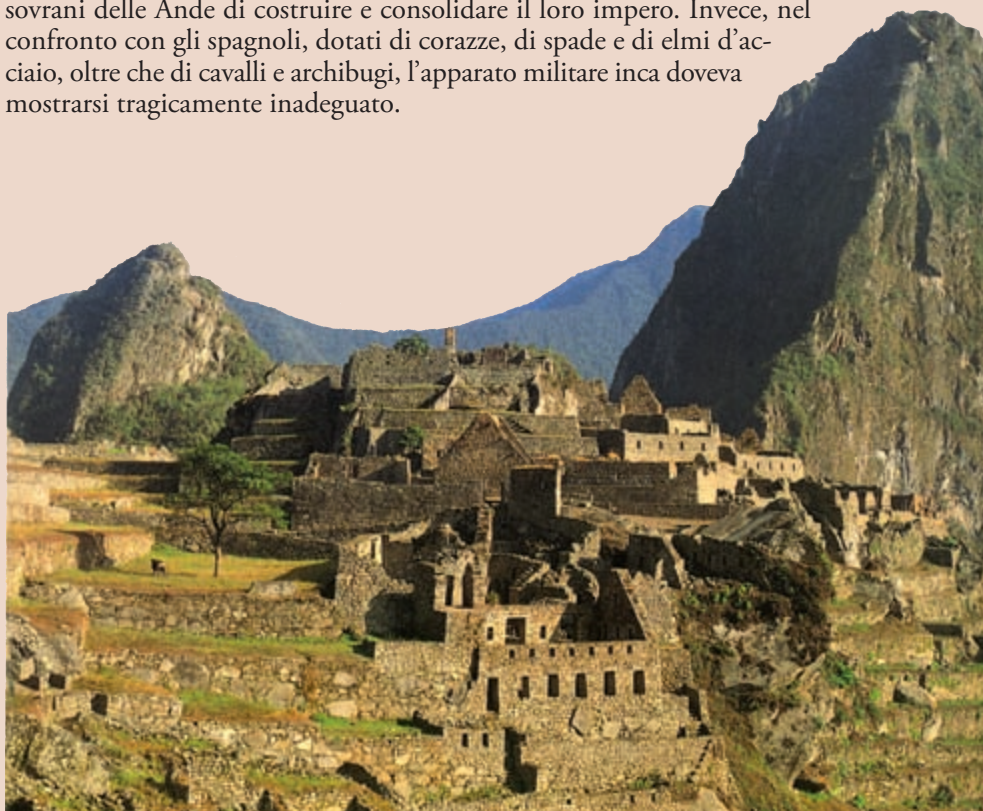 sovrani delle Ande di costruire e consolidare il loro impero. Invece, nel
confronto con gli spagnoli, dotati di corazze, di spade e di elmi d’ac-
ciaio, oltre che di cavalli e archibugi, l’apparato militare inca doveva
mostrarsi tragicamente inadeguato.